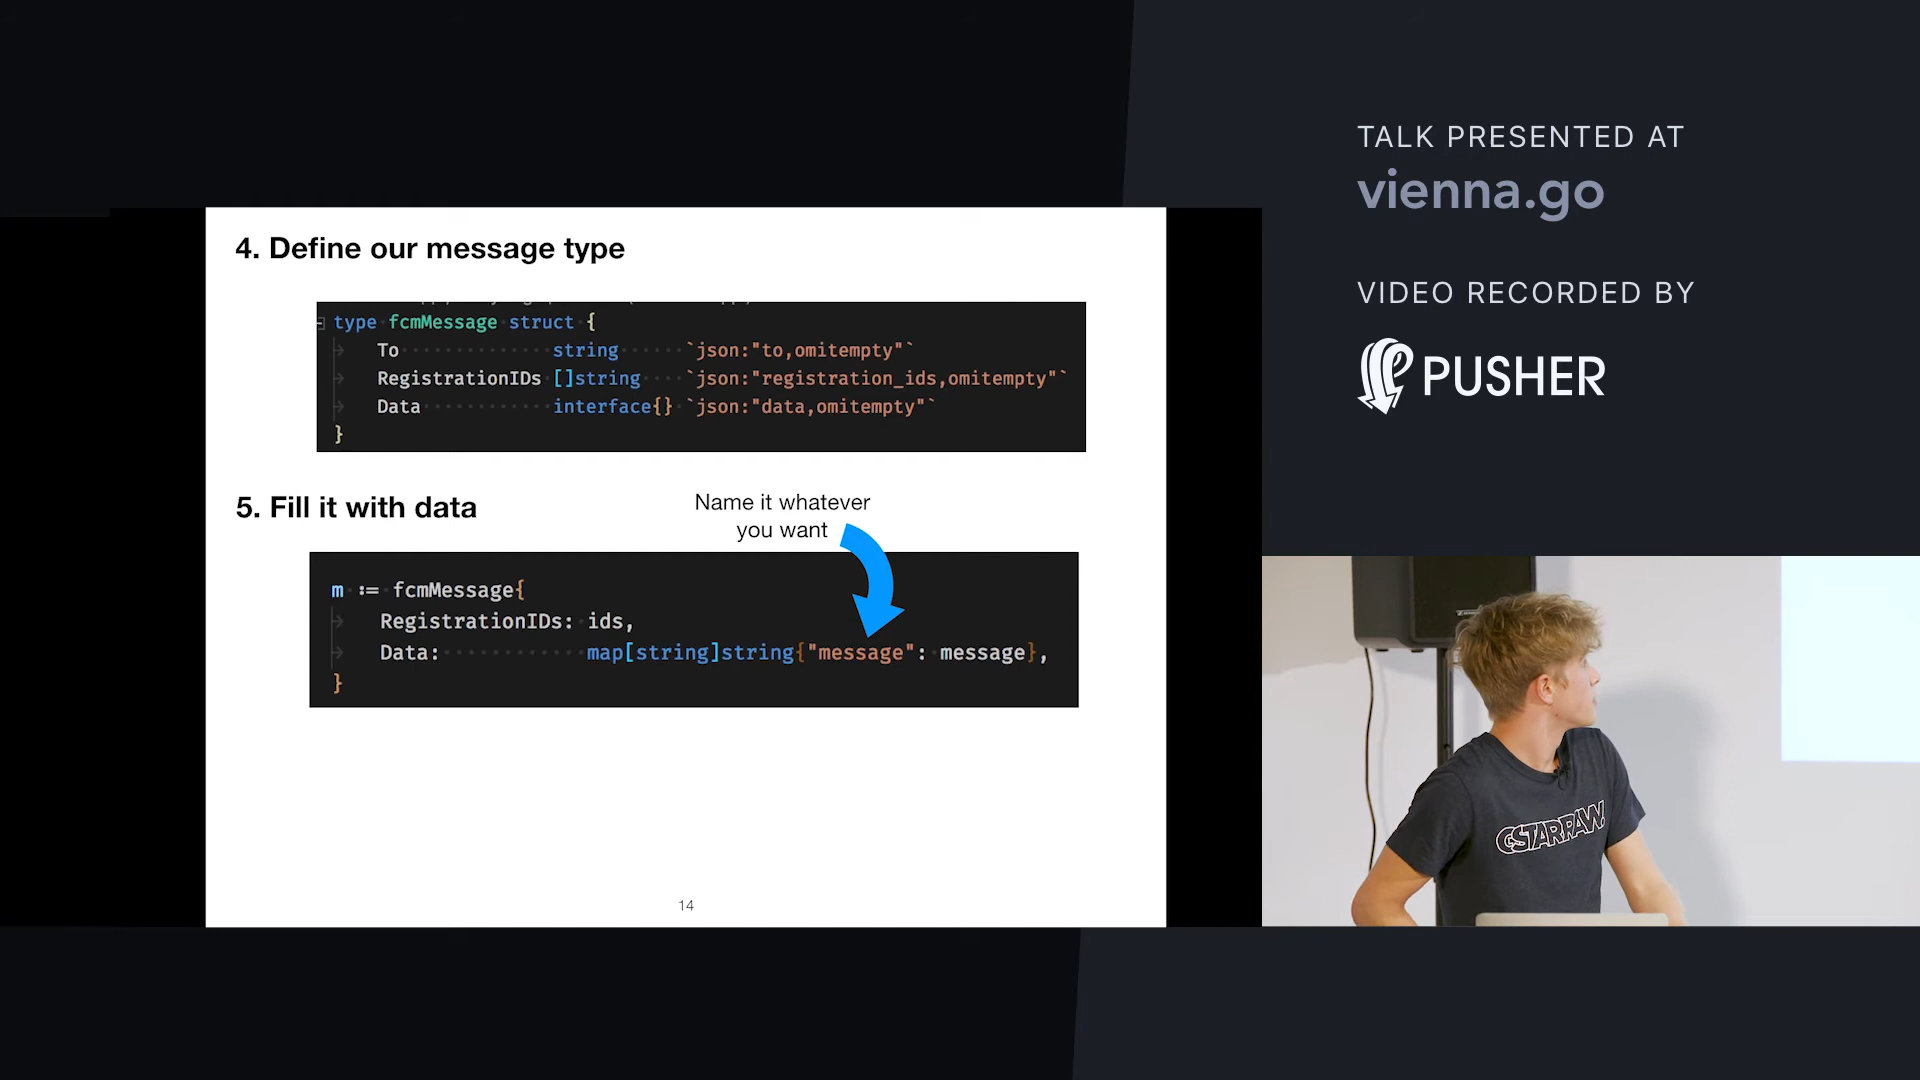 TALK PRESENTED AT
vienna.go
VIDEO RECORDED BY
PUSHER
4. Define our message type
type fcmMessage struct {
To string `json:"to,omitempty"`
RegistrationIDs []string `json:"registration_ids,omitempty"`
Data interface{} `json:"data,omitempty"`
}
5. Fill it with data
Name it whatever
you want
m := fcmMessage{
RegistrationIDs: ids,
Data: map[string]string{"message": message},
}
14
GSTARRAW